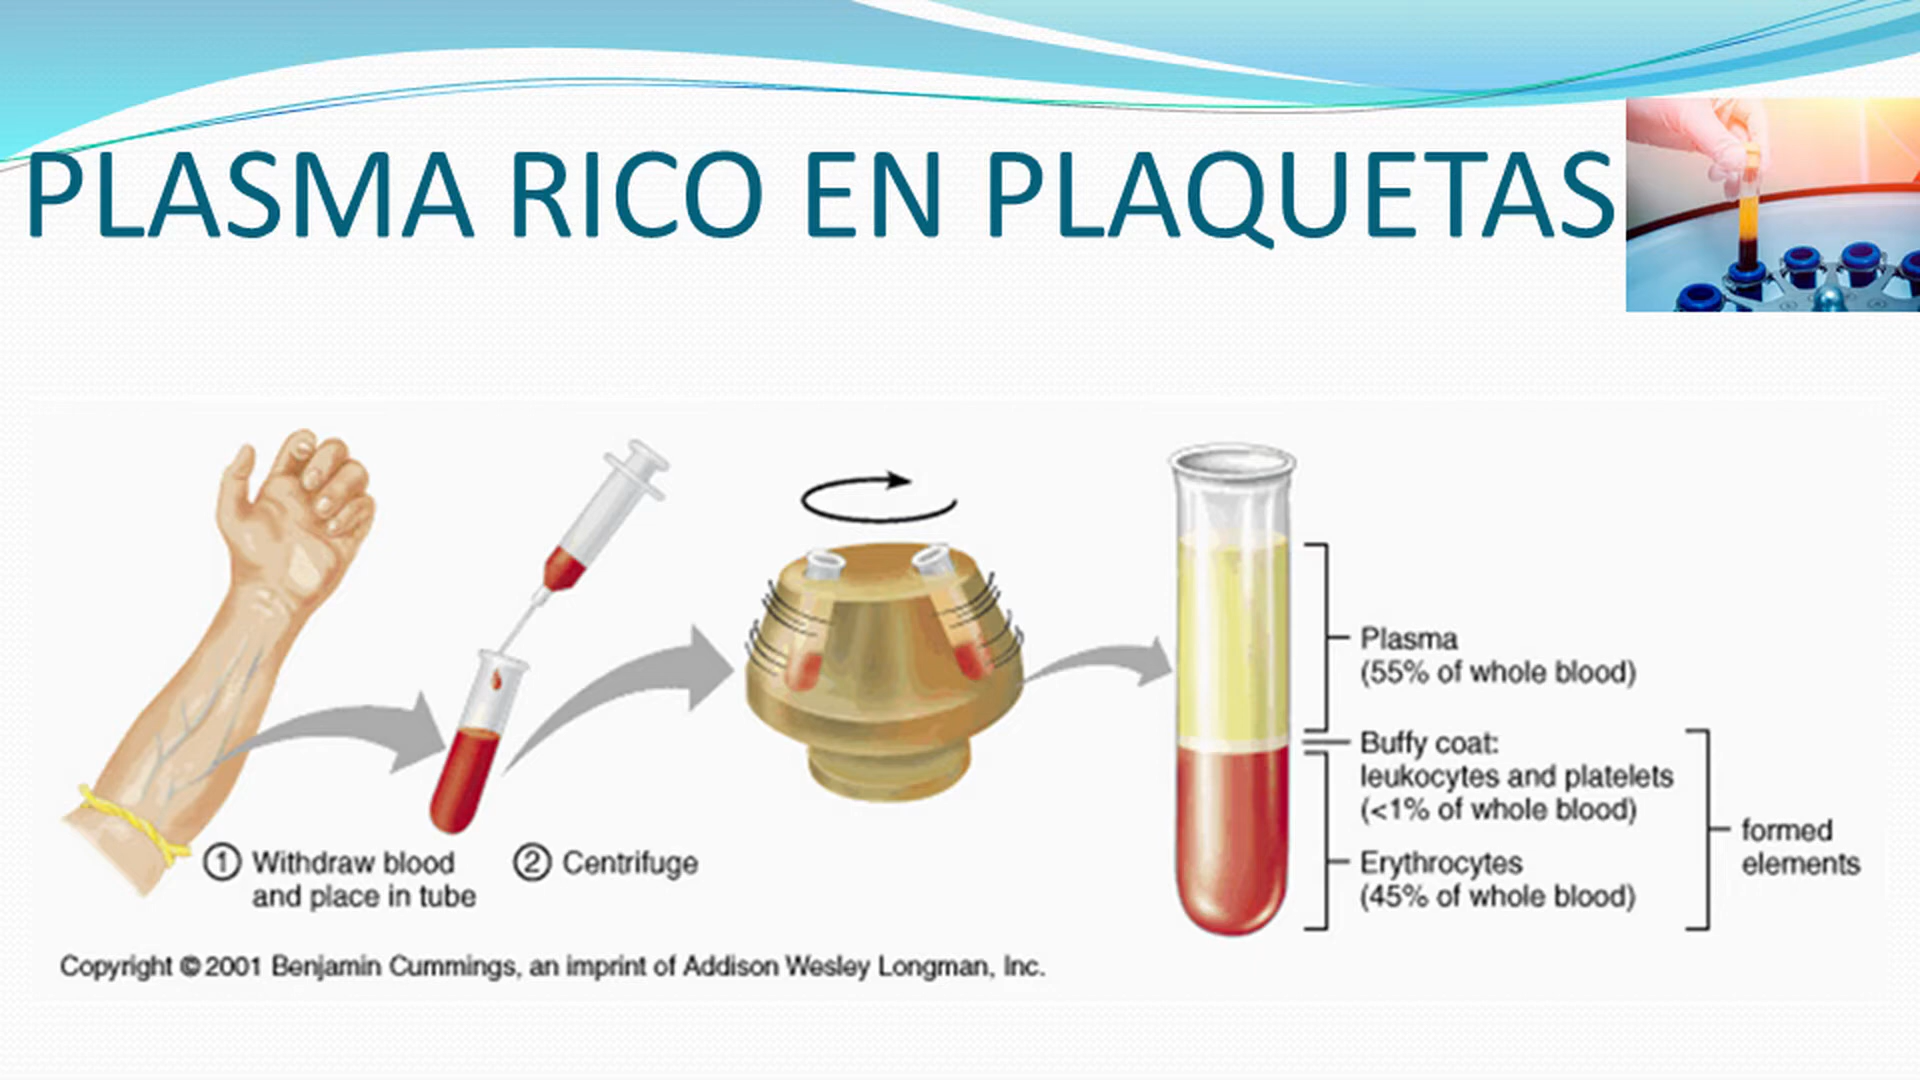 PLASMA RICO EN PLAQUETAS
Plasma
(55% of whole blood)
Buffy coat:
leukocytes and platelets
(<1% of whole blood)
formed
elements
Erythrocytes
(45% of whole blood)
1 Withdraw blood
and place in tube
2 Centrifuge
Copyright © 2001 Benjamin Cummings, an imprint of Addison Wesley Longman, Inc.